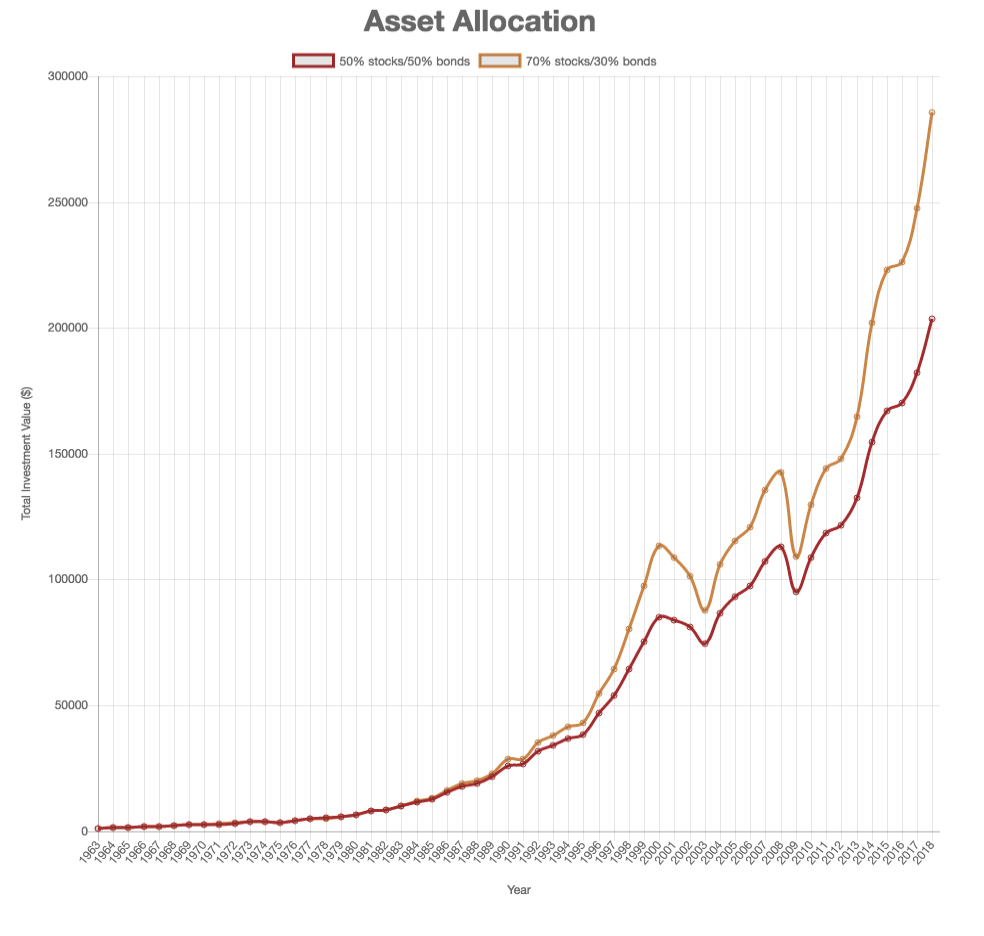 Asset Allocation
50% stocks/50% bonds 70% stocks/30% bonds
300000
250000
200000
150000
100000
50000
0
Total Investment Value ($)
1963 1964 1965 1966 1967 1968 1969 1970 1971 1972 1973 1974 1975 1976 1977 1978 1979 1980 1981 1982 1983 1984 1985 1986 1987 1988 1989 1990 1991 1992 1993 1994 1995 1996 1997 1998 1999 2000 2001 2002 2003 2004 2005 2006 2007 2008 2009 2010 2011 2012 2013 2014 2015 2016 2017 2018
Year